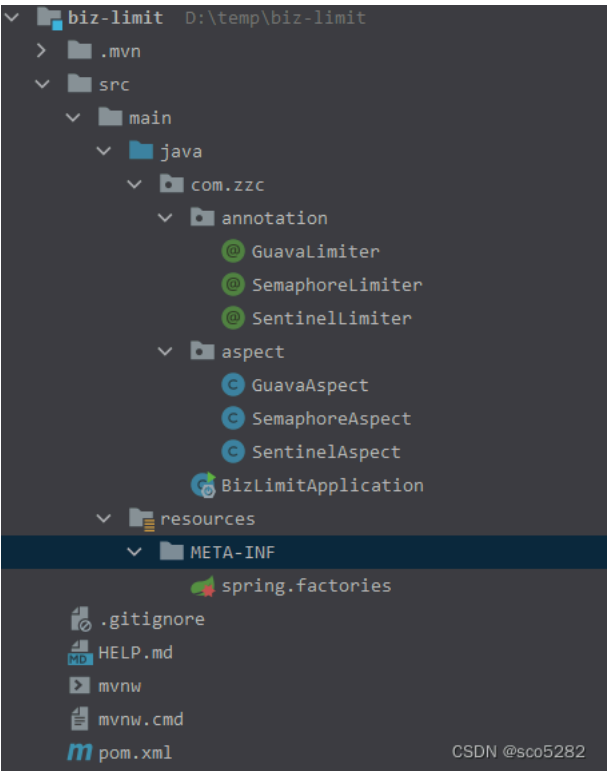 biz-limit D:\temp\biz-limit
.mvn
src
main
java
com.zzc
annotation
GuavaLimiter
SemaphoreLimiter
SentinelLimiter
aspect
GuavaAspect
SemaphoreAspect
SentinelAspect
BizLimitApplication
resources
META-INF
spring.factories
.gitignore
MD HELP.md
mvnw
mvnw.cmd
m pom.xml
CSDN @sco5282